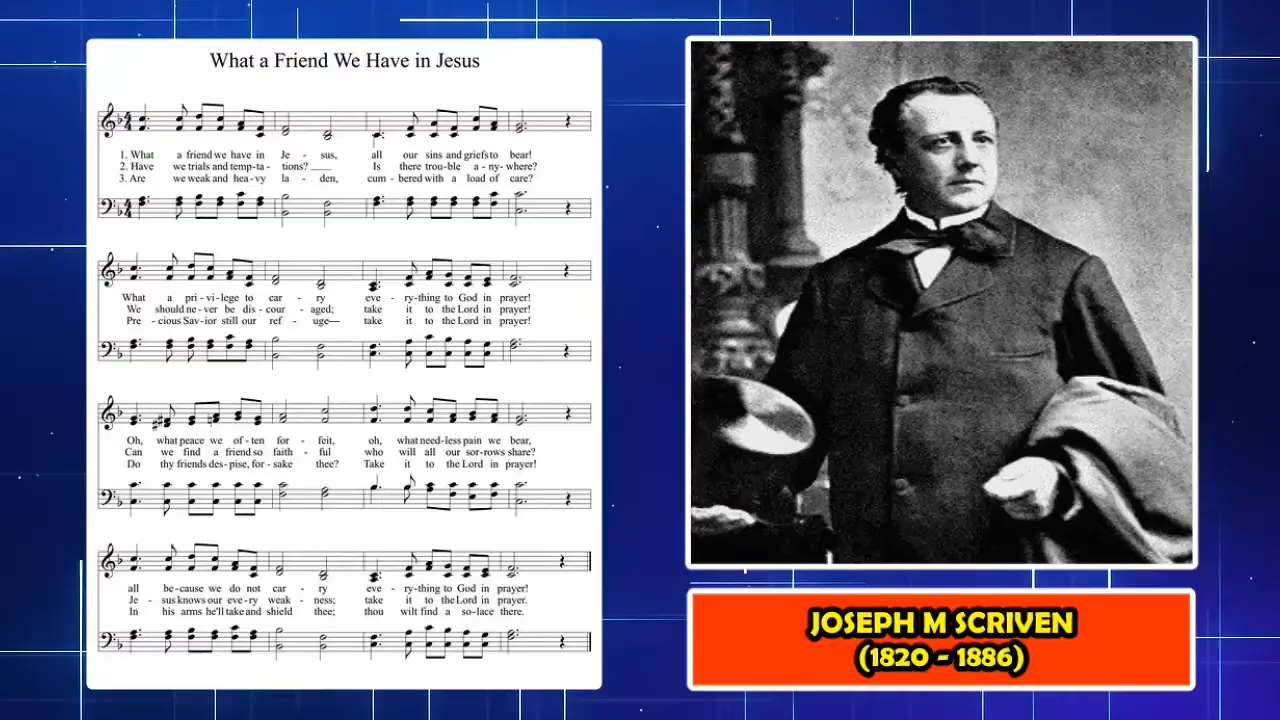 What a Friend We Have in Jesus
1. What a friend we have in Je - sus, all our sins and griefs to bear!
2. Have we trials and temp - ta - tions? ____ Is there trou - ble a - ny - where?
3. Are we weak and hea - vy la - den, cum - bered with a load of care?
What a pri - vi - lege to car - ry eve - ry - thing to God in prayer!
We should ne - ver be dis - cour - aged; take it to the Lord in prayer!
Pre - cious Sav - ior still our ref - uge— take it to the Lord in prayer!
Oh, what peace we of - ten for - feit, oh, what need - less pain we bear,
Can we find a friend so faith - ful who will all our sor - rows share?
Do thy friends des - pise, for - sake thee? Take it to the Lord in prayer!
all be - cause we do not car - ry eve - ry - thing to God in prayer!
Je - sus knows our eve - ry weak - ness; take it to the Lord in prayer.
In his arms he'll take and shield thee; thou wilt find a so - lace there.
JOSEPH M SCRIVEN
(1820 - 1886)